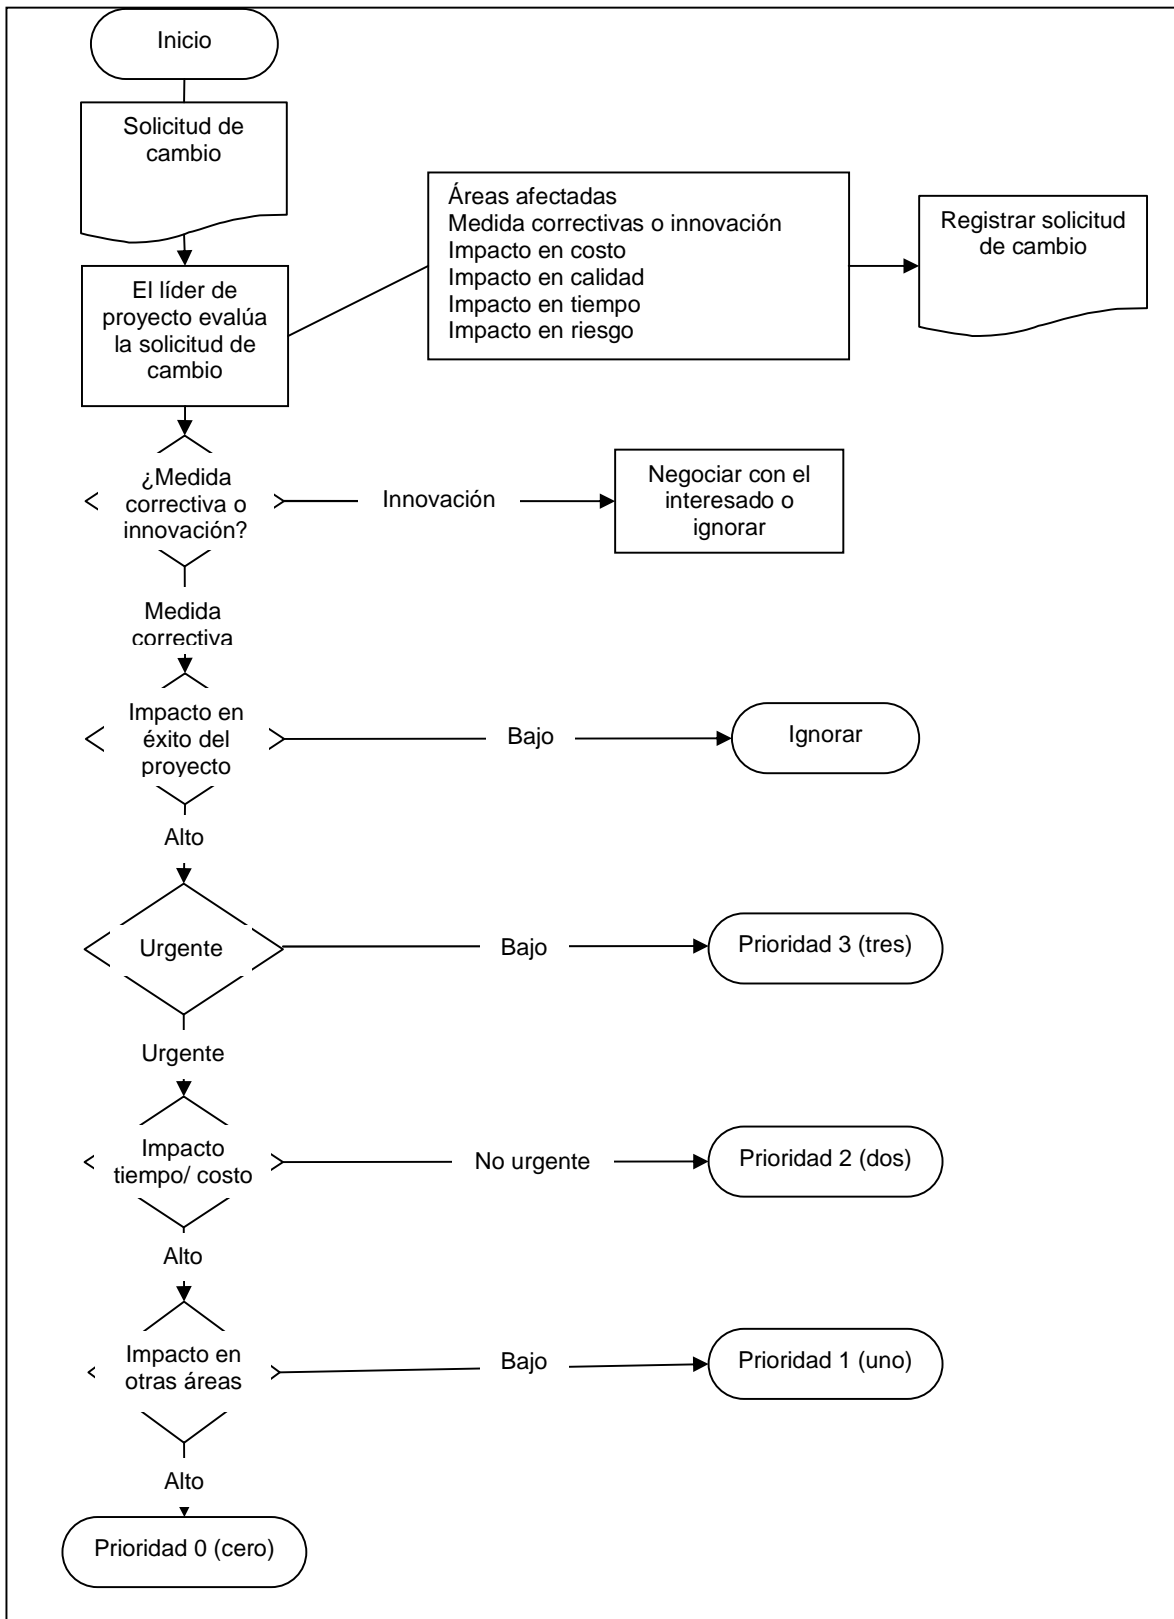 Inicio
Solicitud de
cambio
Áreas afectadas
Medida correctivas o innovación
Impacto en costo
Impacto en calidad
Impacto en tiempo
Impacto en riesgo
Registrar solicitud
de cambio
El líder de
proyecto evalúa
la solicitud de
cambio
¿Medida
correctiva o
innovación?
Innovación
Negociar con el
interesado o
ignorar
Medida
correctiva
Impacto en
éxito del
proyecto
Bajo
Ignorar
Alto
Urgente
Bajo
Prioridad 3 (tres)
Urgente
Impacto
tiempo/ costo
No urgente
Prioridad 2 (dos)
Alto
Impacto en
otras áreas
Bajo
Prioridad 1 (uno)
Alto
Prioridad 0 (cero)